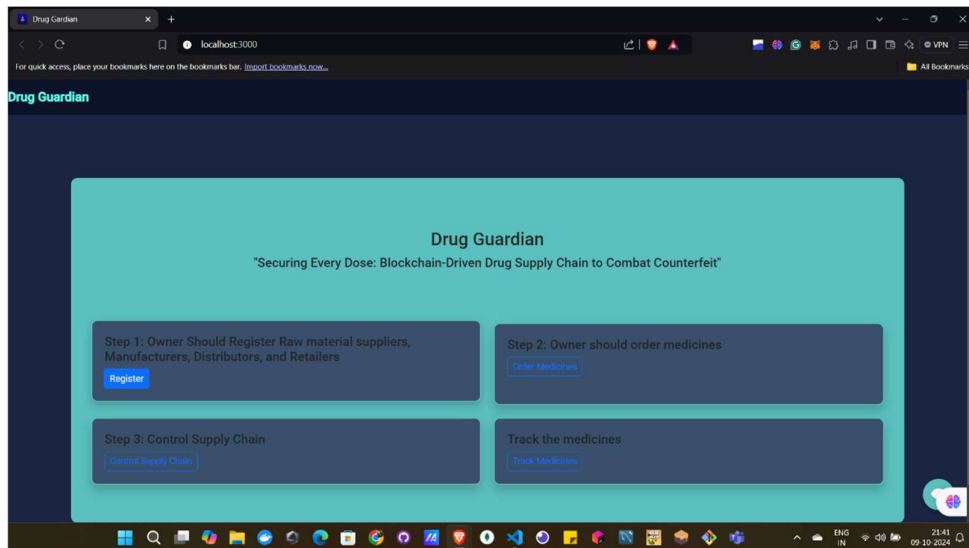 Drug Gardian
localhost:3000
VPN
For quick access, place your bookmarks here on the bookmarks bar. Import bookmarks now...
All Bookmarks
Drug Guardian
Drug Guardian
"Securing Every Dose: Blockchain-Driven Drug Supply Chain to Combat Counterfeit"
Step 1: Owner Should Register Raw material suppliers,
Manufacturers, Distributors, and Retailers
Register
Step 2: Owner should order medicines
Order Medicines
Step 3: Control Supply Chain
Control Supply Chain
Track the medicines
Track Medicines
ENG
IN
21:41
09-10-2024